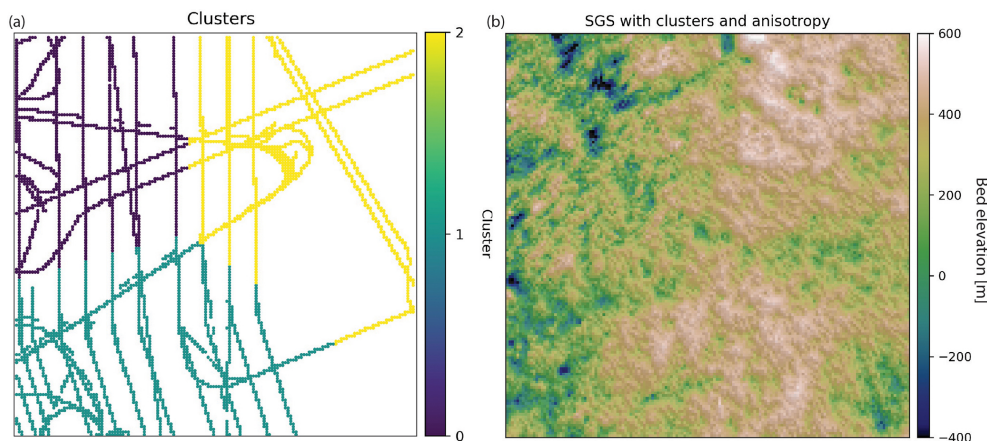 (a)
Clusters
2
1
0
Cluster
(b)
SGS with clusters and anisotropy
600
400
200
0
−200
−400
Bed elevation [m]